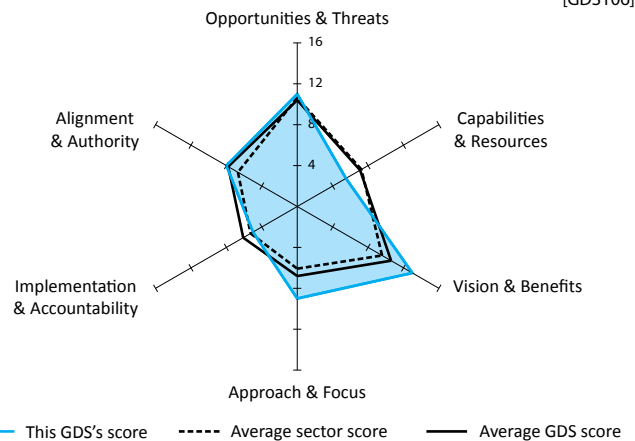 [GDS100]
Opportunities & Threats
16
12
8
4
Alignment
& Authority
Capabilities
& Resources
Implementation
& Accountability
Vision & Benefits
Approach & Focus
This GDS's score
Average sector score
Average GDS score